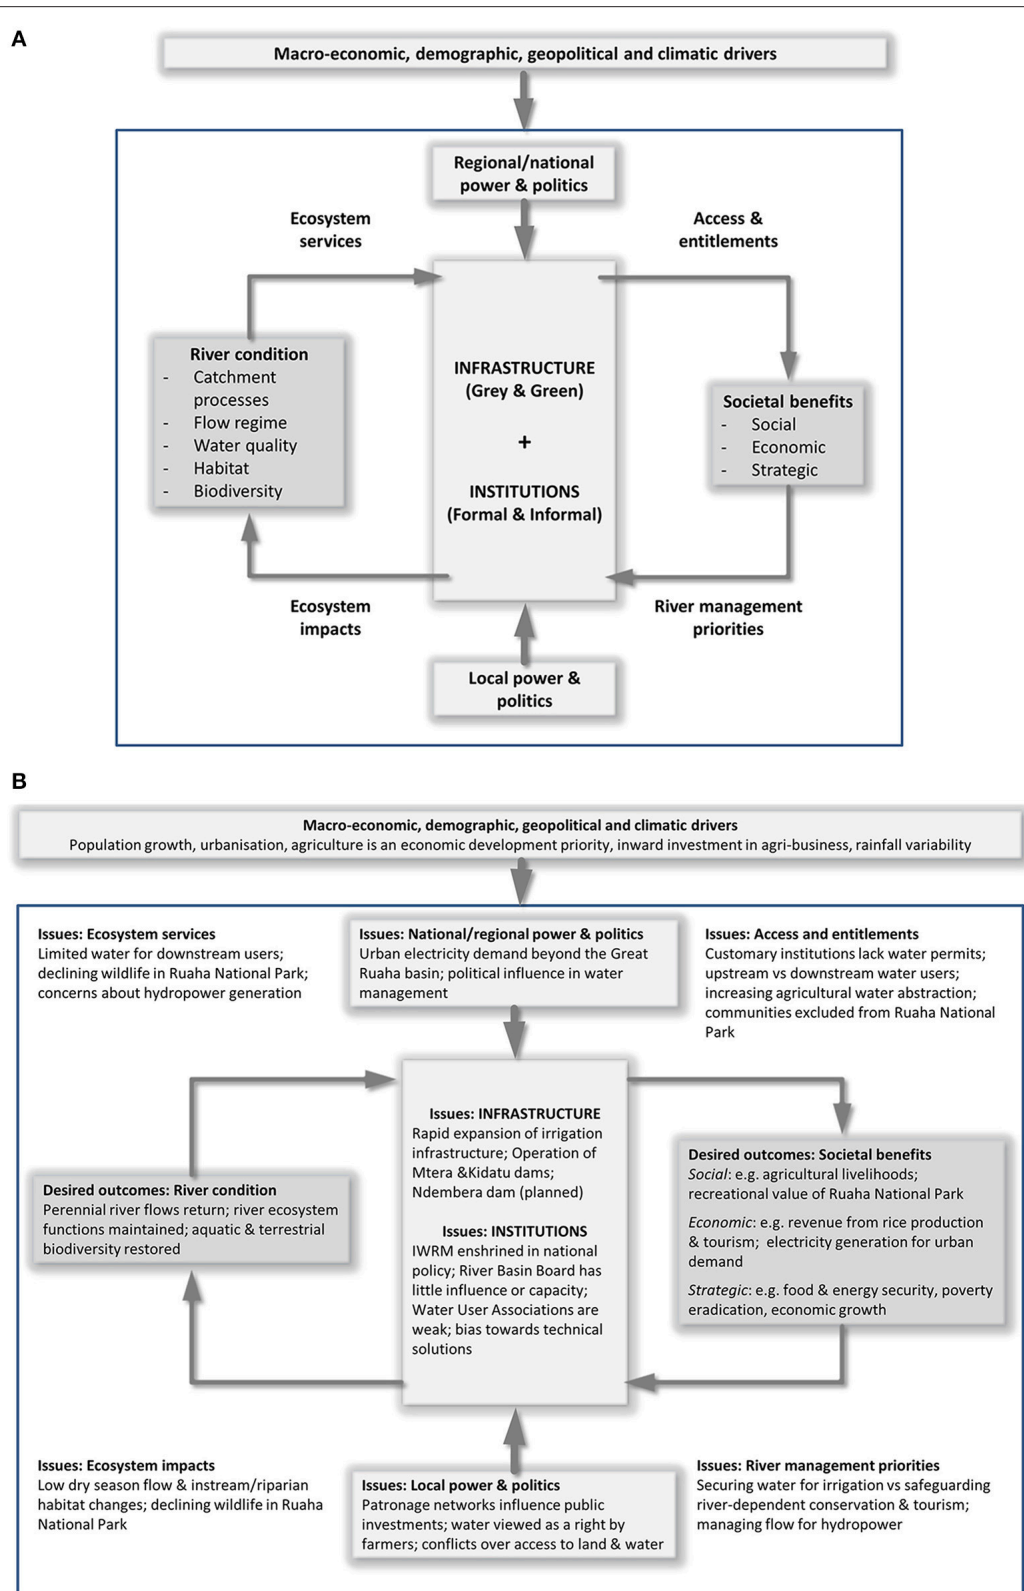 A
Macro-economic, demographic, geopolitical and climatic drivers
Regional/national
power & politics
Ecosystem
services
Access &
entitlements
River condition
- Catchment
processes
- Flow regime
- Water quality
- Habitat
- Biodiversity
INFRASTRUCTURE
(Grey & Green)
+
INSTITUTIONS
(Formal & Informal)
Societal benefits
- Social
- Economic
- Strategic
Ecosystem
impacts
River management
priorities
Local power &
politics
B
Macro-economic, demographic, geopolitical and climatic drivers
Population growth, urbanisation, agriculture is an economic development priority, inward investment in agri-business, rainfall variability
Issues: Ecosystem services
Limited water for downstream users;
declining wildlife in Ruaha National Park;
concerns about hydropower generation
Issues: National/regional power & politics
Urban electricity demand beyond the Great
Ruaha basin; political influence in water
management
Issues: Access and entitlements
Customary institutions lack water permits;
upstream vs downstream water users;
increasing agricultural water abstraction;
communities excluded from Ruaha National
Park
Desired outcomes: River condition
Perennial river flows return; river ecosystem
functions maintained; aquatic & terrestrial
biodiversity restored
Issues: INFRASTRUCTURE
Rapid expansion of irrigation
infrastructure; Operation of
Mtera &Kidatu dams;
Ndembera dam (planned)
Issues: INSTITUTIONS
IWRM enshrined in national
policy; River Basin Board has
little influence or capacity;
Water User Associations are
weak; bias towards technical
solutions
Desired outcomes: Societal benefits
Social: e.g. agricultural livelihoods;
recreational value of Ruaha National Park
Economic: e.g. revenue from rice production
& tourism; electricity generation for urban
demand
Strategic: e.g. food & energy security, poverty
eradication, economic growth
Issues: Ecosystem impacts
Low dry season flow & instream/riparian
habitat changes; declining wildlife in Ruaha
National Park
Issues: Local power & politics
Patronage networks influence public
investments; water viewed as a right by
farmers; conflicts over access to land & water
Issues: River management priorities
Securing water for irrigation vs safeguarding
river-dependent conservation & tourism;
managing flow for hydropower